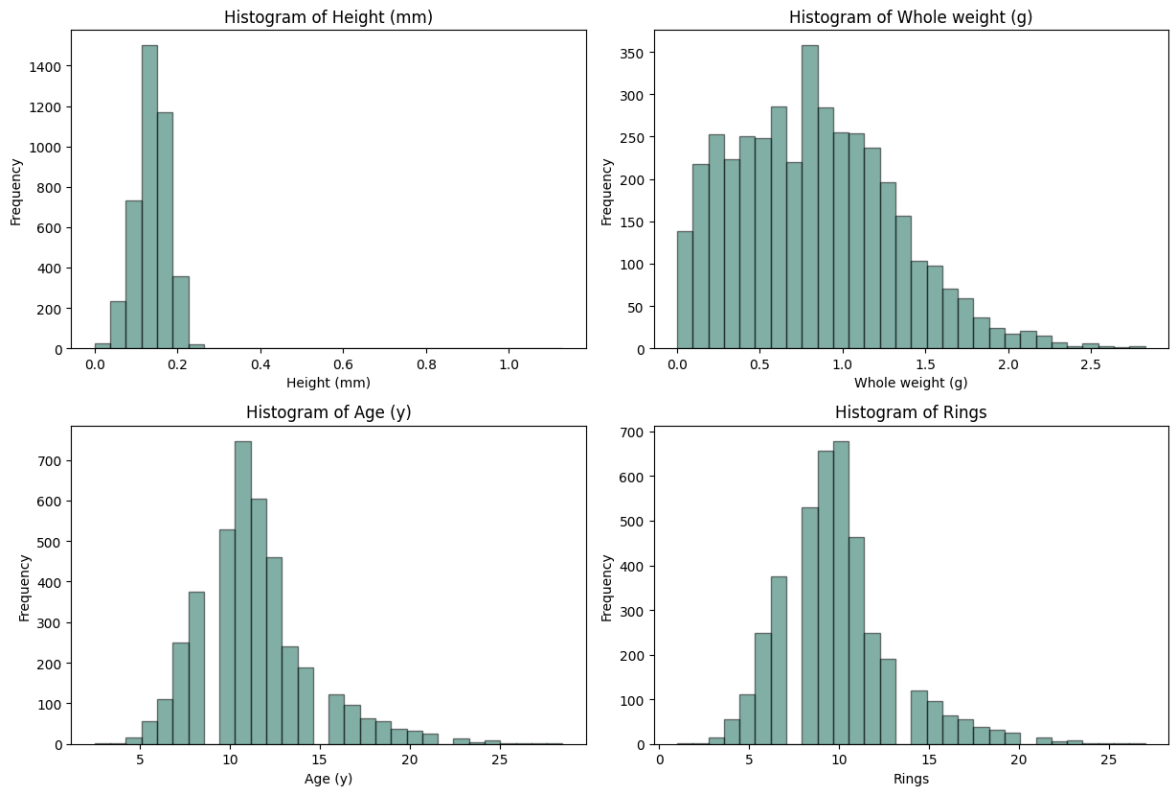 Histogram of Height (mm)
1400
1200
1000
800
600
400
200
0
Frequency
0.0 0.2 0.4 0.6 0.8 1.0
Height (mm)
Histogram of Whole weight (g)
350
300
250
200
150
100
50
0
Frequency
0.0 0.5 1.0 1.5 2.0 2.5
Whole weight (g)
Histogram of Age (y)
700
600
500
400
300
200
100
0
Frequency
5 10 15 20 25
Age (y)
Histogram of Rings
700
600
500
400
300
200
100
0
Frequency
0 5 10 15 20 25
Rings